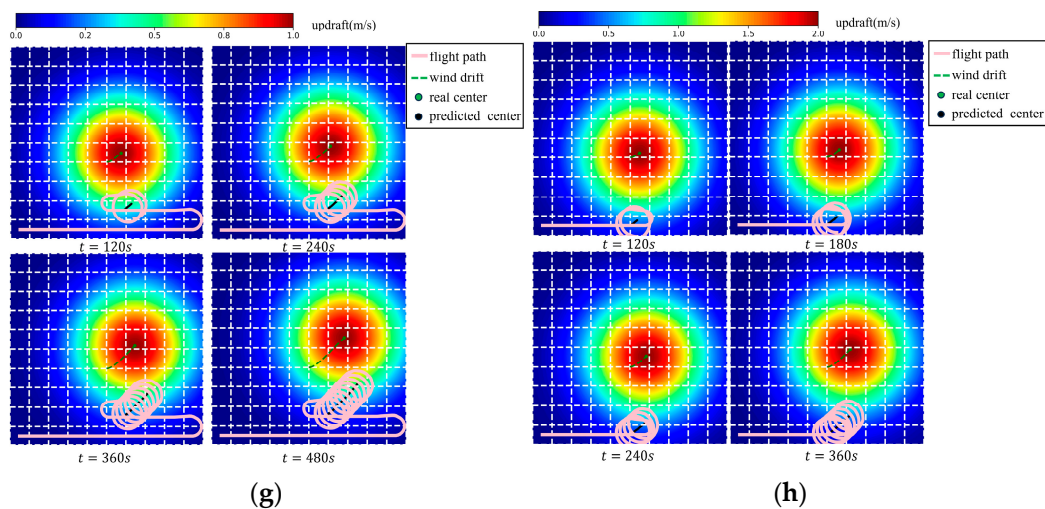 updraft(m/s)
0.0 0.2 0.5 0.8 1.0
flight path
wind drift
real center
predicted center
t = 120s
t = 240s
t = 360s
t = 480s
(g)
updraft(m/s)
0.0 0.5 1.0 1.5 2.0
flight path
wind drift
real center
predicted center
t = 120s
t = 180s
t = 240s
t = 360s
(h)